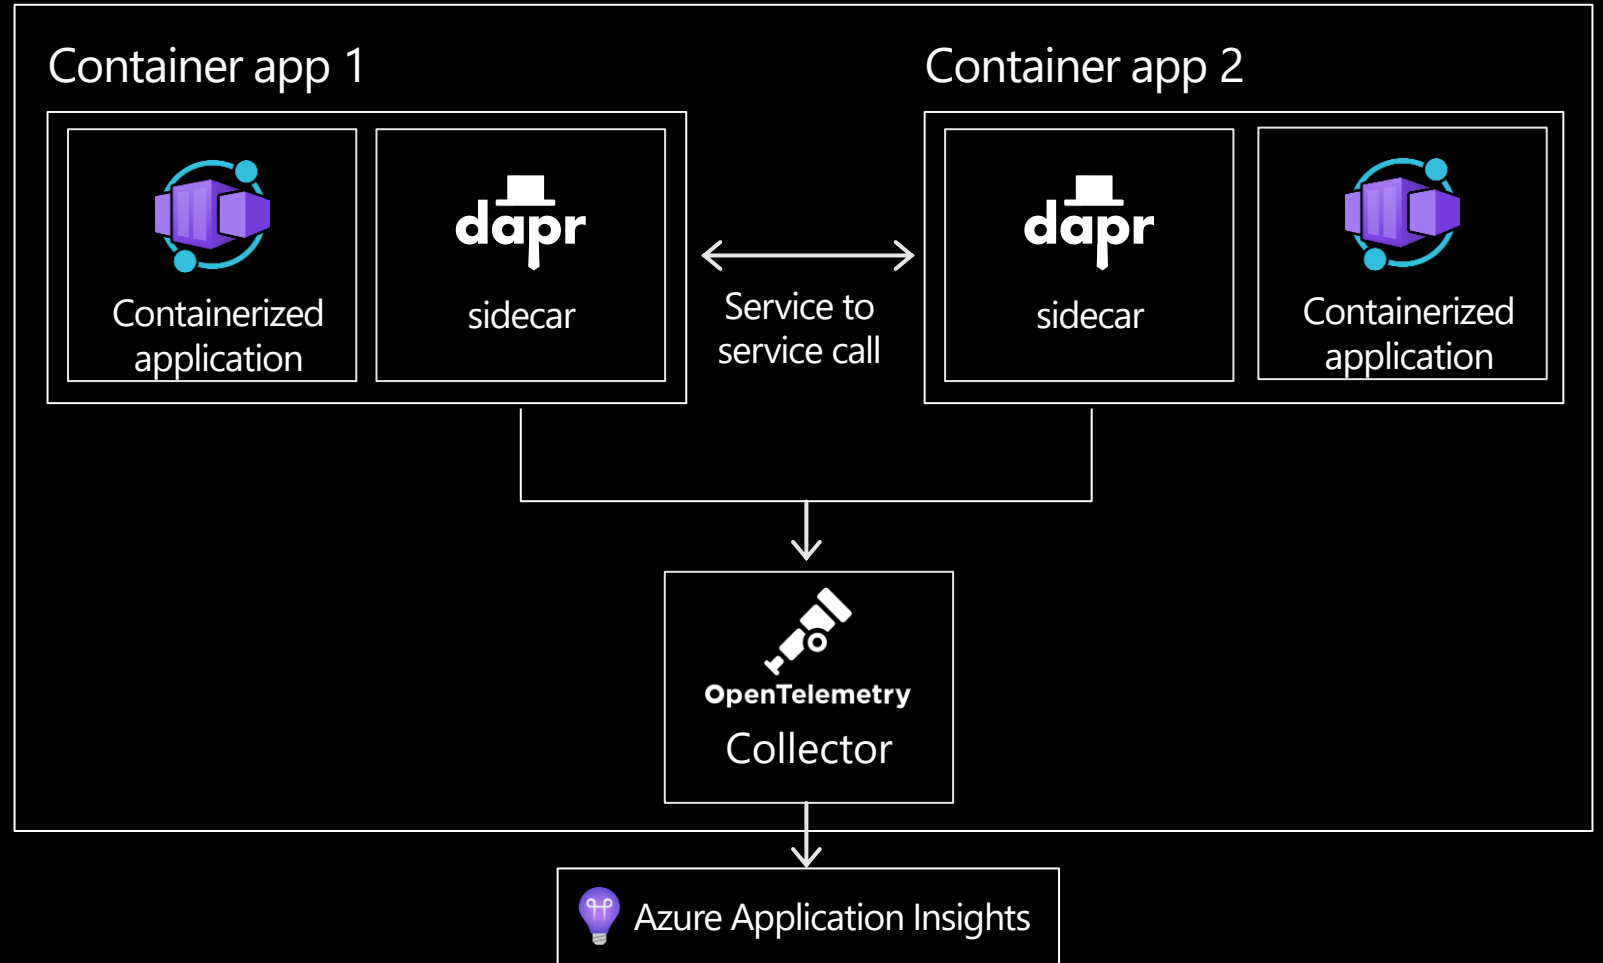 Container app 1
Container app 2
dapr
sidecar
Containerized
application
Service to
service call
dapr
sidecar
Containerized
application
OpenTelemetry
Collector
Azure Application Insights